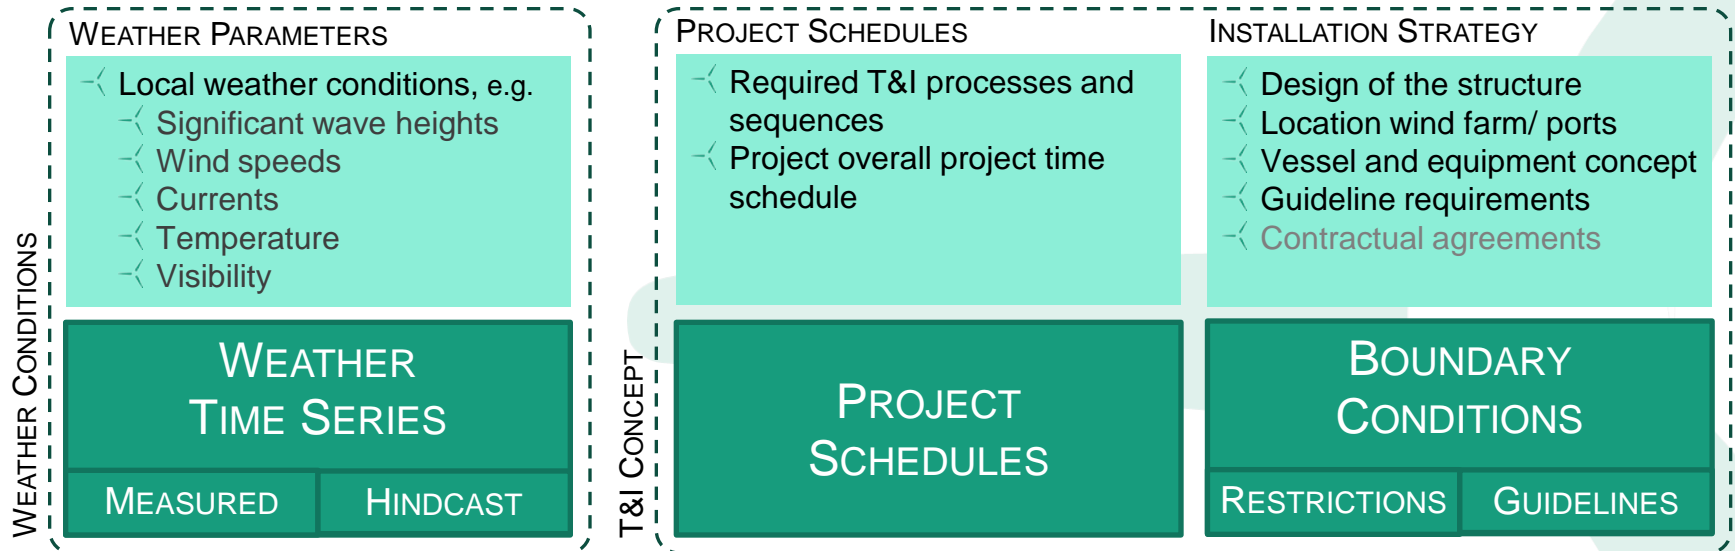 WEATHER CONDITIONS
WEATHER PARAMETERS
Local weather conditions, e.g.
Significant wave heights
Wind speeds
Currents
Temperature
Visibility
WEATHER
TIME SERIES
MEASURED
HINDCAST
T&I CONCEPT
PROJECT SCHEDULES
Required T&I processes and
sequences
Project overall project time
schedule
PROJECT
SCHEDULES
INSTALLATION STRATEGY
Design of the structure
Location wind farm/ ports
Vessel and equipment concept
Guideline requirements
Contractual agreements
BOUNDARY
CONDITIONS
RESTRICTIONS
GUIDELINES